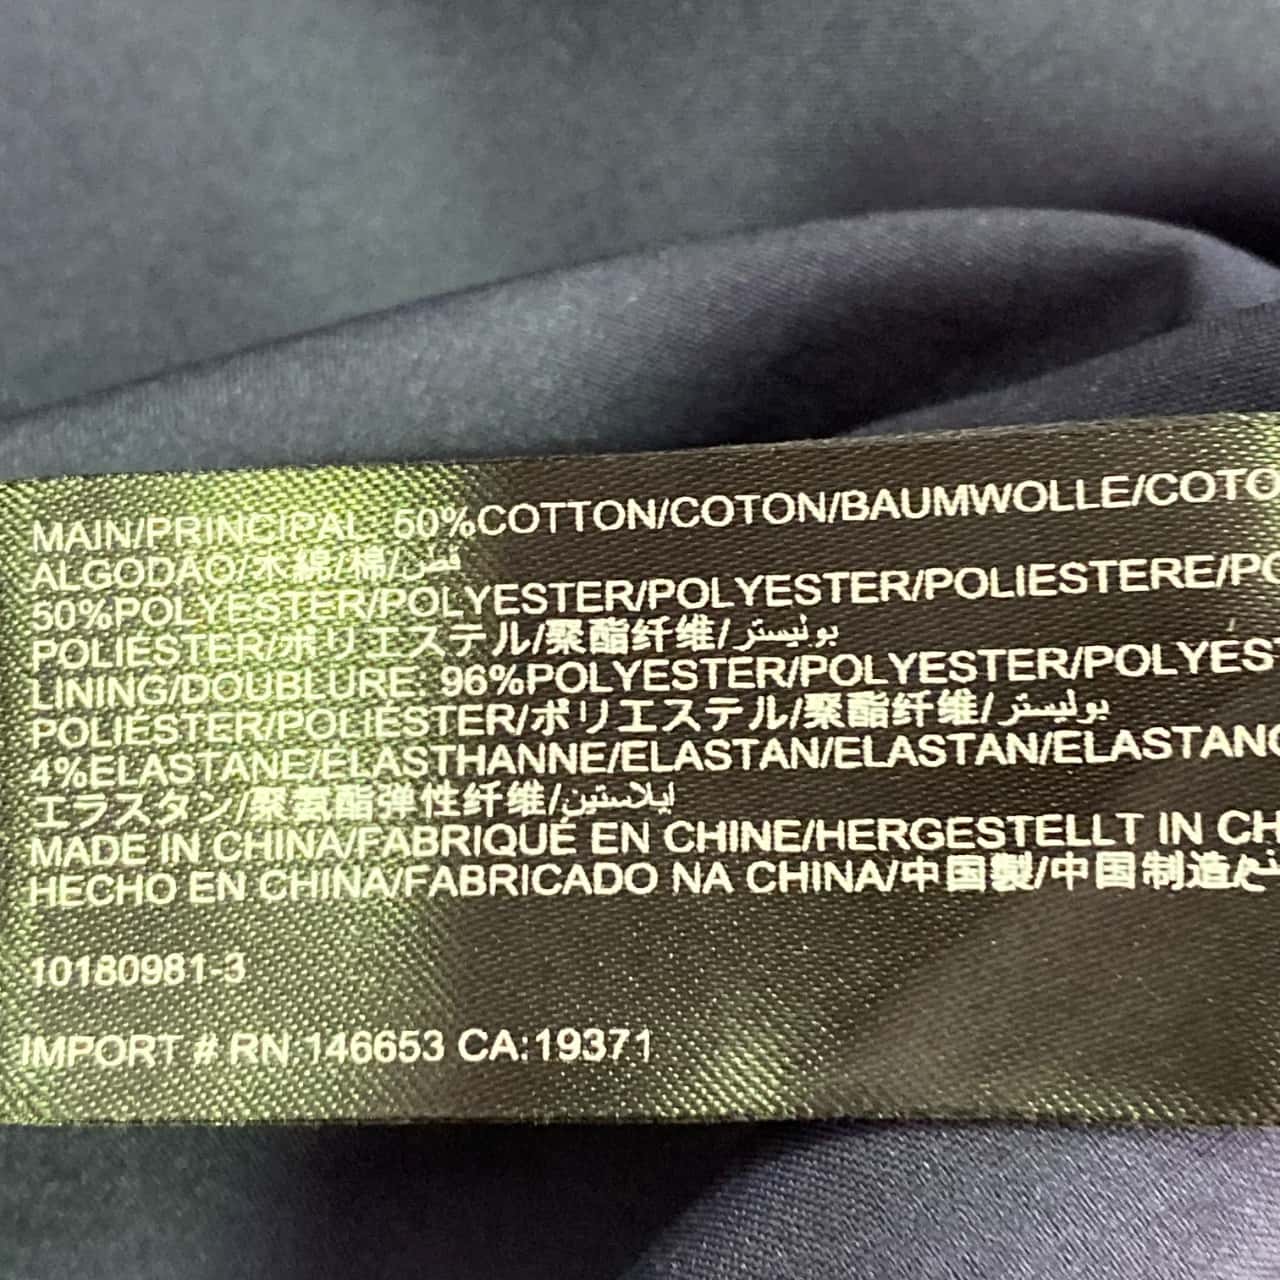 MAIN/PRINCIPAL: 50%COTTON/COTON/BAUMWOLLE/COTO
ALGODAO/木綿/棉/قطن
50%POLYESTER/POLYESTER/POLYESTER/POLIESTERE/PO
POLIESTER/ポリエステル/聚酯纤维/بوليستر
LINING/DOUBLURE: 96%POLYESTER/POLYESTER/POLYEST
POLIESTER/POLIESTER/ポリエステル/聚酯纤维/بوليستر
4%ELASTANE/ELASTHANNE/ELASTAN/ELASTAN/ELASTANO
エラスタン/聚氨酯弹性纤维/ايلاستين
MADE IN CHINA/FABRIQUÉ EN CHINE/HERGESTELLT IN CH
HECHO EN CHINA/FABRICADO NA CHINA/中国製/中国制造/
10180981-3
IMPORT # RN:146653 CA:19371